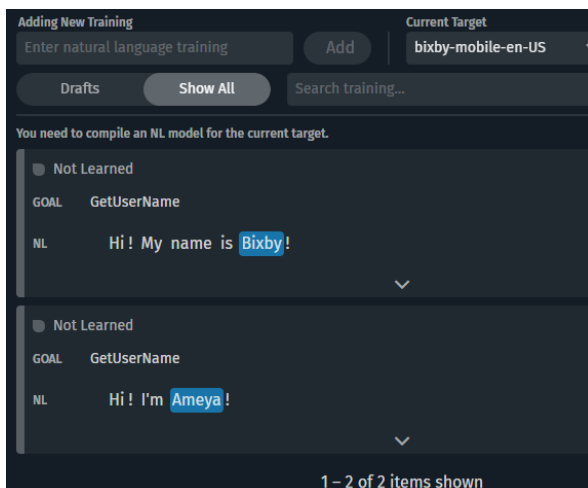 Adding New Training
Current Target
Enter natural language training
Add
bixby-mobile-en-US
Drafts
Show All
Search training...
You need to compile an NL model for the current target.
Not Learned
GOAL GetUserName
NL Hi! My name is Bixby!
Not Learned
GOAL GetUserName
NL Hi! I'm Ameya!
1 – 2 of 2 items shown